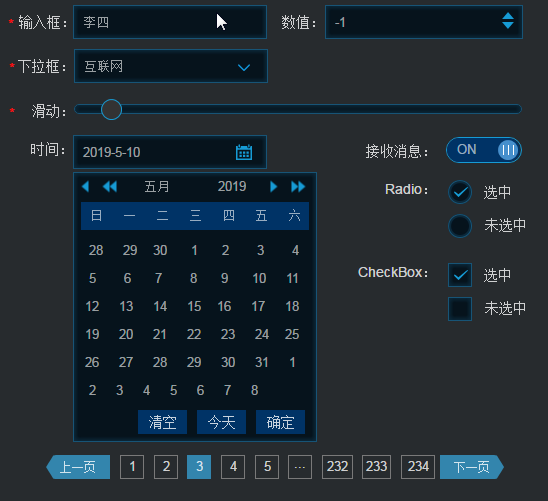 * 输入框： 李四 数值： -1
* 下拉框： 互联网
* 滑动：
时间： 2019-5-10 接收消息： ON
五月 2019 Radio： 选中
日 一 二 三 四 五 六
未选中
28 29 30 1 2 3 4
5 6 7 8 9 10 11 CheckBox： 选中
12 13 14 15 16 17 18 未选中
19 20 21 22 23 24 25
26 27 28 29 30 31 1
2 3 4 5 6 7 8
清空 今天 确定
上一页 1 2 3 4 5 ··· 232 233 234 下一页